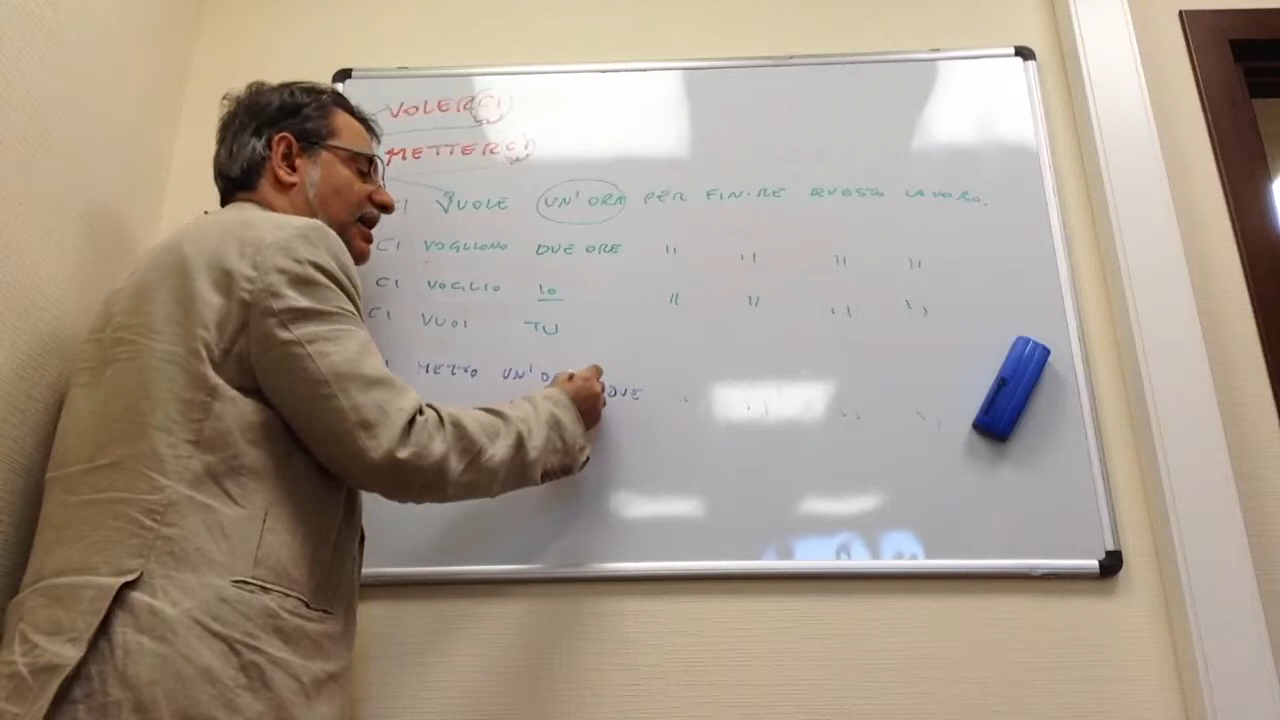 VOLERCI
METTERCI
CI VUOLE UN'ORA PER FINIRE QUESTO LAVORO.
CI VOGLIONO DUE ORE " " " "
CI VOGLIO IO " " " "
CI VUOI TU
METTO UN'O DUE " " " "